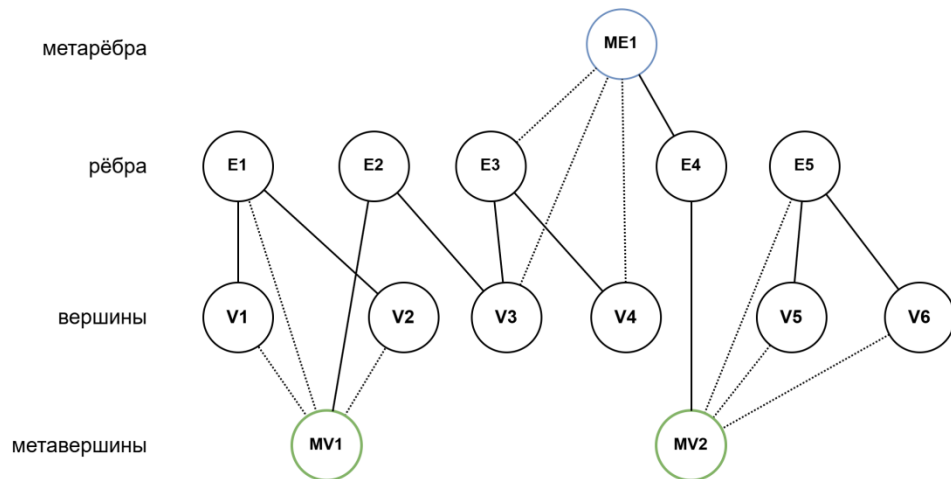 метарёбра ME1
рёбра E1 E2 E3 E4 E5
вершины V1 V2 V3 V4 V5 V6
метавершины MV1 MV2